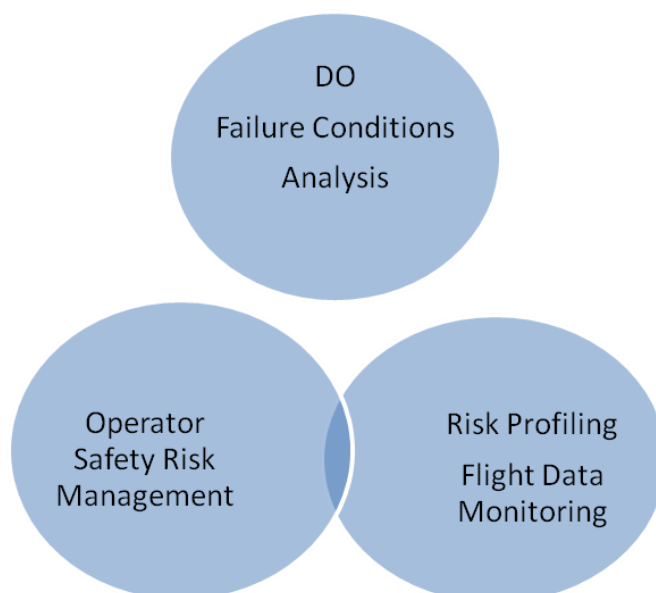 DO
Failure Conditions
Analysis
Operator
Safety Risk
Management
Risk Profiling
Flight Data
Monitoring